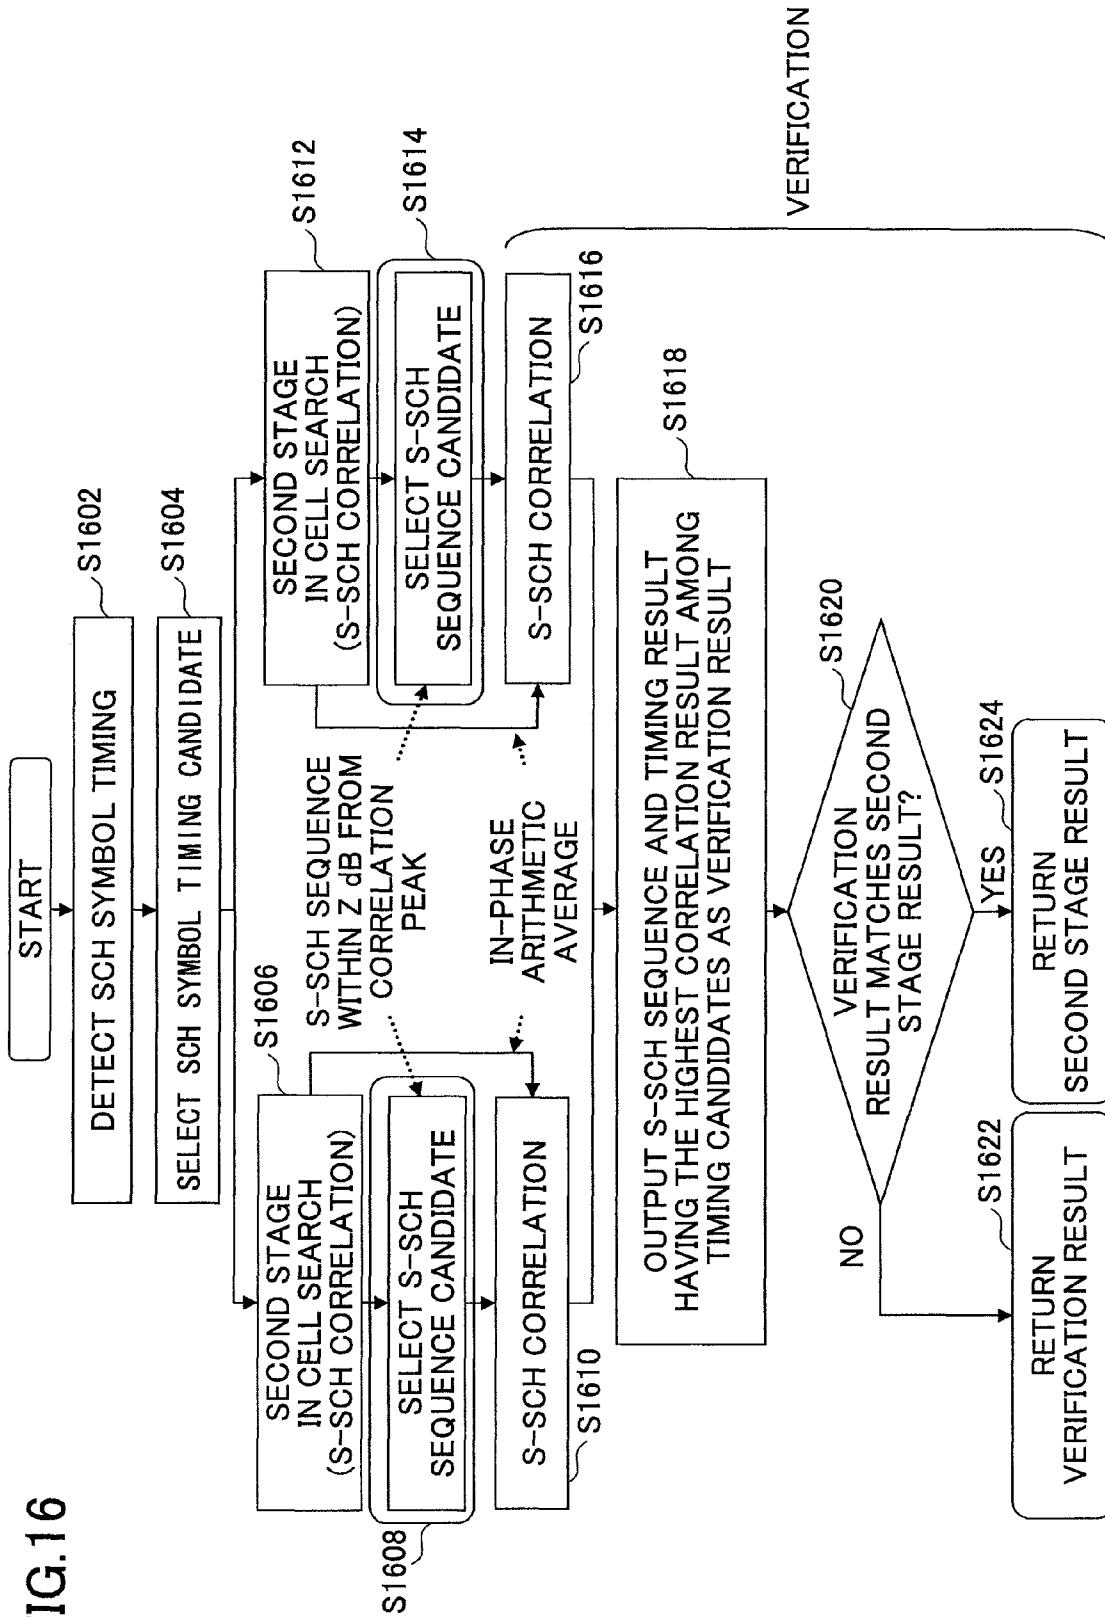 IG.16
START
DETECT SCH SYMBOL TIMING
S1602
SELECT SCH SYMBOL TIMING CANDIDATE
S1604
SECOND STAGE
IN CELL SEARCH
(S-SCH CORRELATION)
S1606
SELECT S-SCH
SEQUENCE CANDIDATE
S1608
S-SCH CORRELATION
S1610
S-SCH SEQUENCE
WITHIN Z dB FROM
CORRELATION
PEAK
IN-PHASE
ARITHMETIC
AVERAGE
SECOND STAGE
IN CELL SEARCH
(S-SCH CORRELATION)
S1612
SELECT S-SCH
SEQUENCE CANDIDATE
S1614
S-SCH CORRELATION
S1616
OUTPUT S-SCH SEQUENCE AND TIMING RESULT
HAVING THE HIGHEST CORRELATION RESULT AMONG
TIMING CANDIDATES AS VERIFICATION RESULT
S1618
VERIFICATION
RESULT MATCHES SECOND
STAGE RESULT?
S1620
NO
YES
RETURN
VERIFICATION RESULT
S1622
RETURN
SECOND STAGE RESULT
S1624
VERIFICATION